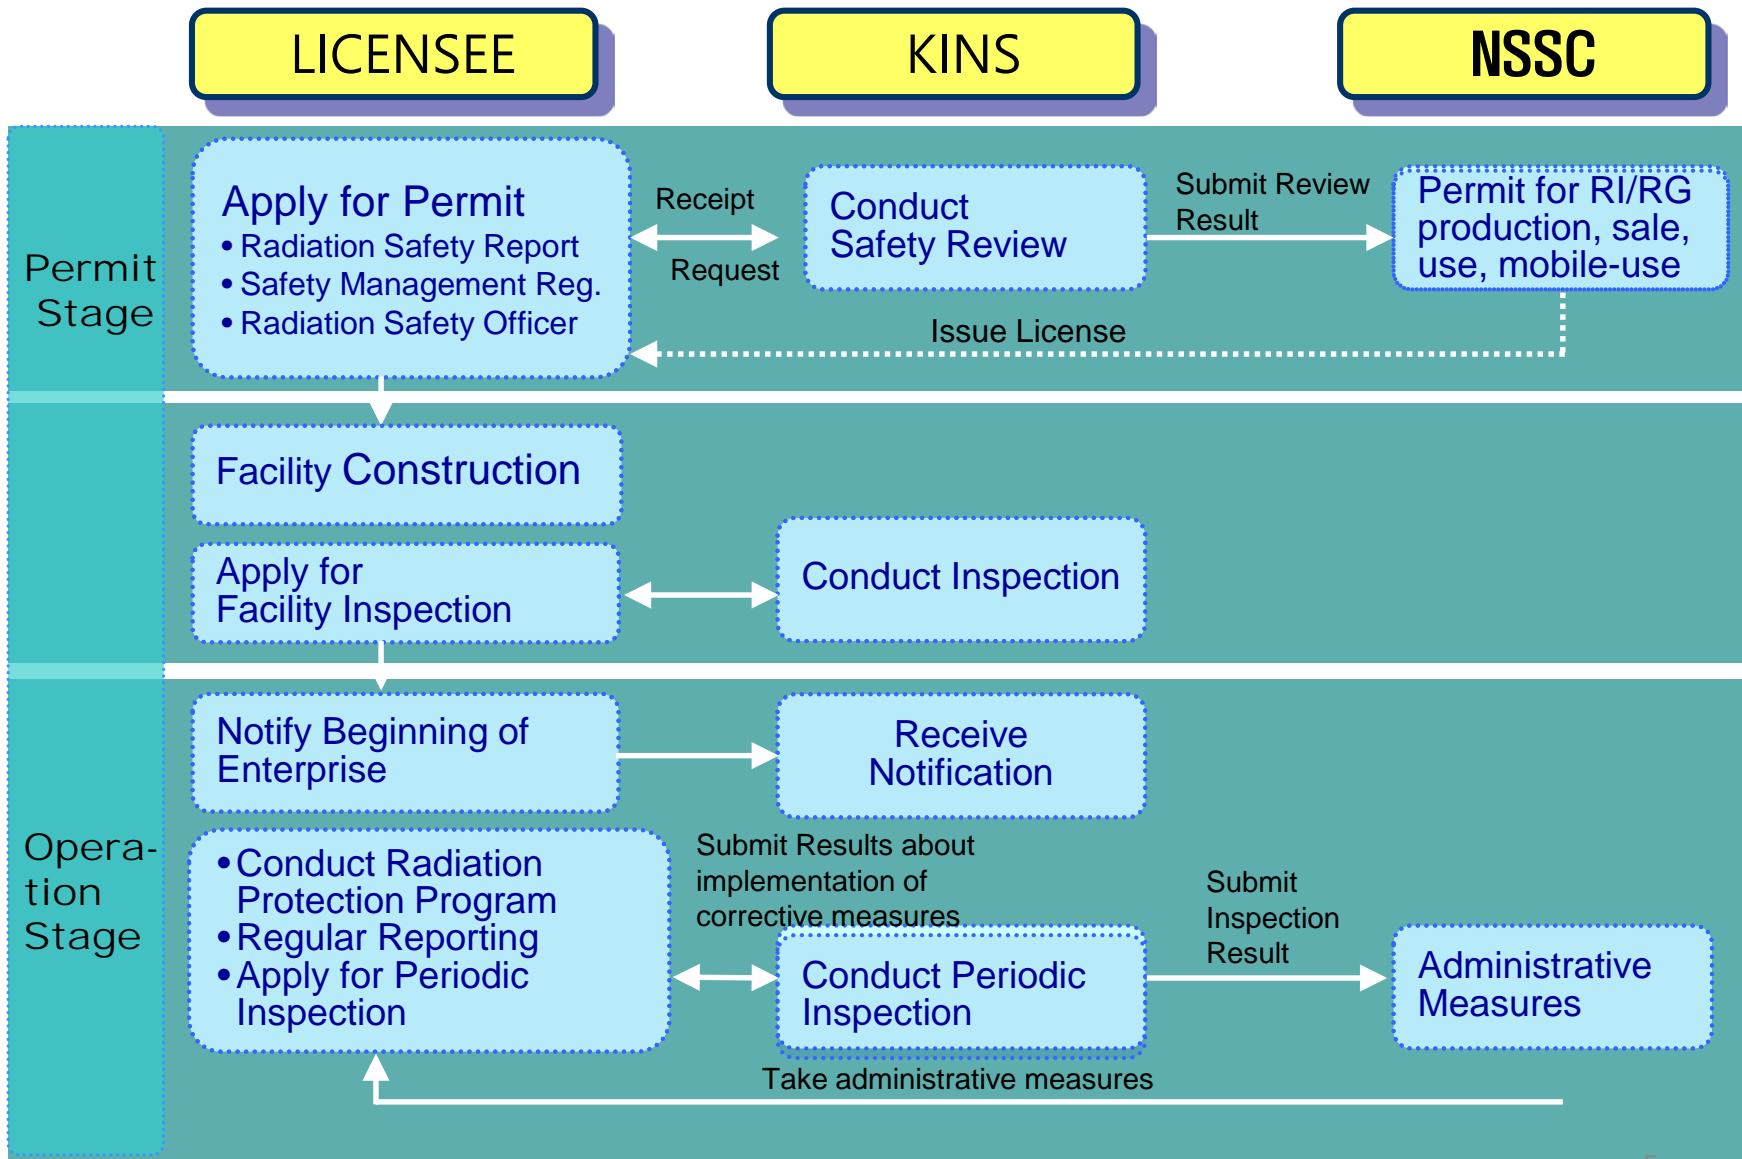 LICENSEE
KINS
NSSC
Permit
Stage
Apply for Permit
• Radiation Safety Report
• Safety Management Reg.
• Radiation Safety Officer
Receipt
Request
Conduct
Safety Review
Submit Review
Result
Permit for RI/RG
production, sale,
use, mobile-use
Issue License
Facility Construction
Apply for
Facility Inspection
Conduct Inspection
Opera-
tion
Stage
Notify Beginning of
Enterprise
Receive
Notification
• Conduct Radiation
Protection Program
• Regular Reporting
• Apply for Periodic
Inspection
Submit Results about
implementation of
corrective measures
Conduct Periodic
Inspection
Submit
Inspection
Result
Administrative
Measures
Take administrative measures